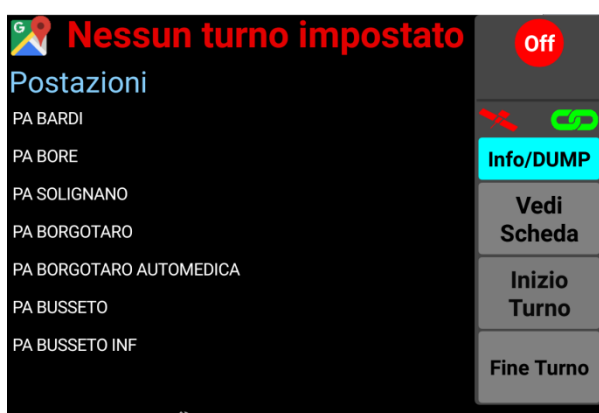 Nessun turno impostato
Off
Postazioni
PA BARDI
PA BORE
PA SOLIGNANO
PA BORGOTARO
PA BORGOTARO AUTOMEDICA
PA BUSSETO
PA BUSSETO INF
Info/DUMP
Vedi
Scheda
Inizio
Turno
Fine Turno